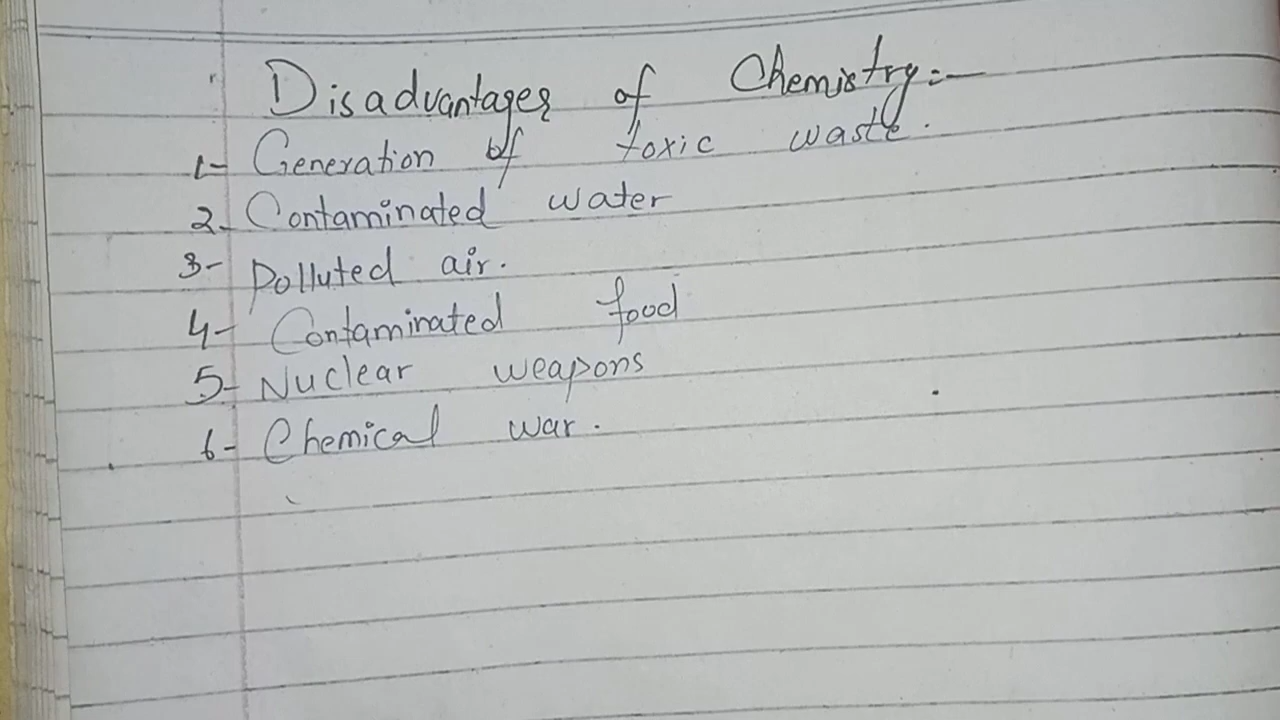 Disadvantages of Chemistry:-
1- Generation of toxic waste.
2- Contaminated water
3- Polluted air.
4- Contaminated food
5- Nuclear weapons
6- Chemical war.